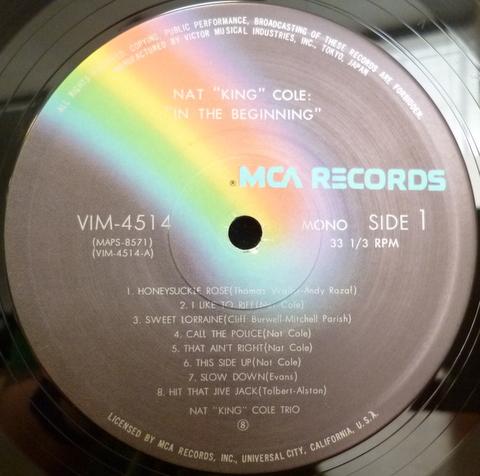 ALL RIGHTS RESERVED. COPYING, PUBLIC PERFORMANCE, BROADCASTING OF THESE RECORDS ARE FORBIDDEN.
MANUFACTURED BY VICTOR MUSICAL INDUSTRIES, INC., TOKYO, JAPAN
NAT "KING" COLE:
"IN THE BEGINNING"
® MCA RECORDS
VIM-4514
(MAPS-8571)
(VIM-4514-A)
MONO SIDE 1
33 1/3 RPM
1. HONEYSUCKLE ROSE(Thomas Waller-Andy Razaf)
2. I LIKE TO RIFF(Nat Cole)
3. SWEET LORRAINE(Cliff Burwell-Mitchell Parish)
4. CALL THE POLICE(Nat Cole)
5. THAT AIN'T RIGHT(Nat Cole)
6. THIS SIDE UP(Nat Cole)
7. SLOW DOWN(Evans)
8. HIT THAT JIVE JACK(Tolbert-Alston)
NAT "KING" COLE TRIO
⑧
LICENSED BY MCA RECORDS, INC., UNIVERSAL CITY, CALIFORNIA, U.S.A.